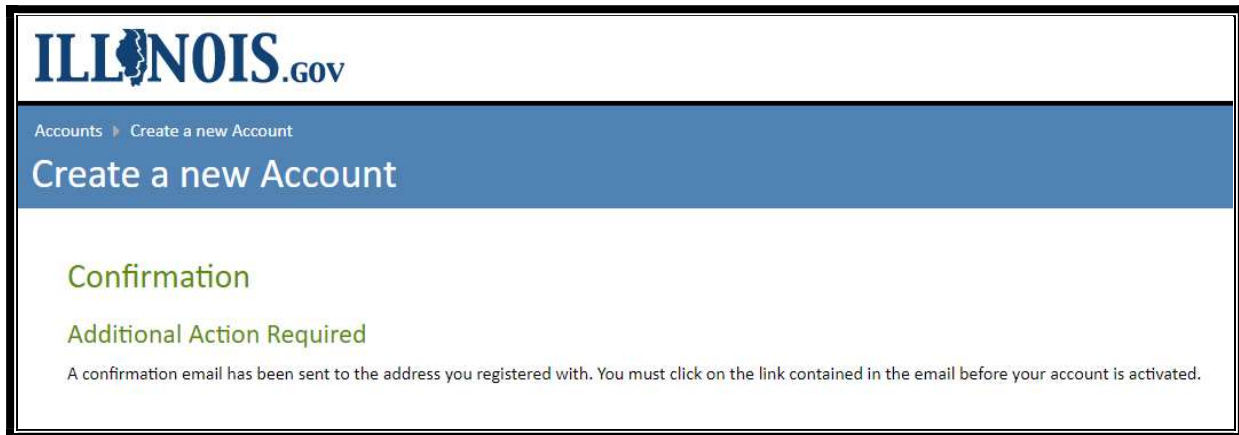 ILLINOIS.GOV
Accounts Create a new Account
Create a new Account
Confirmation
Additional Action Required
A confirmation email has been sent to the address you registered with. You must click on the link contained in the email before your account is activated.